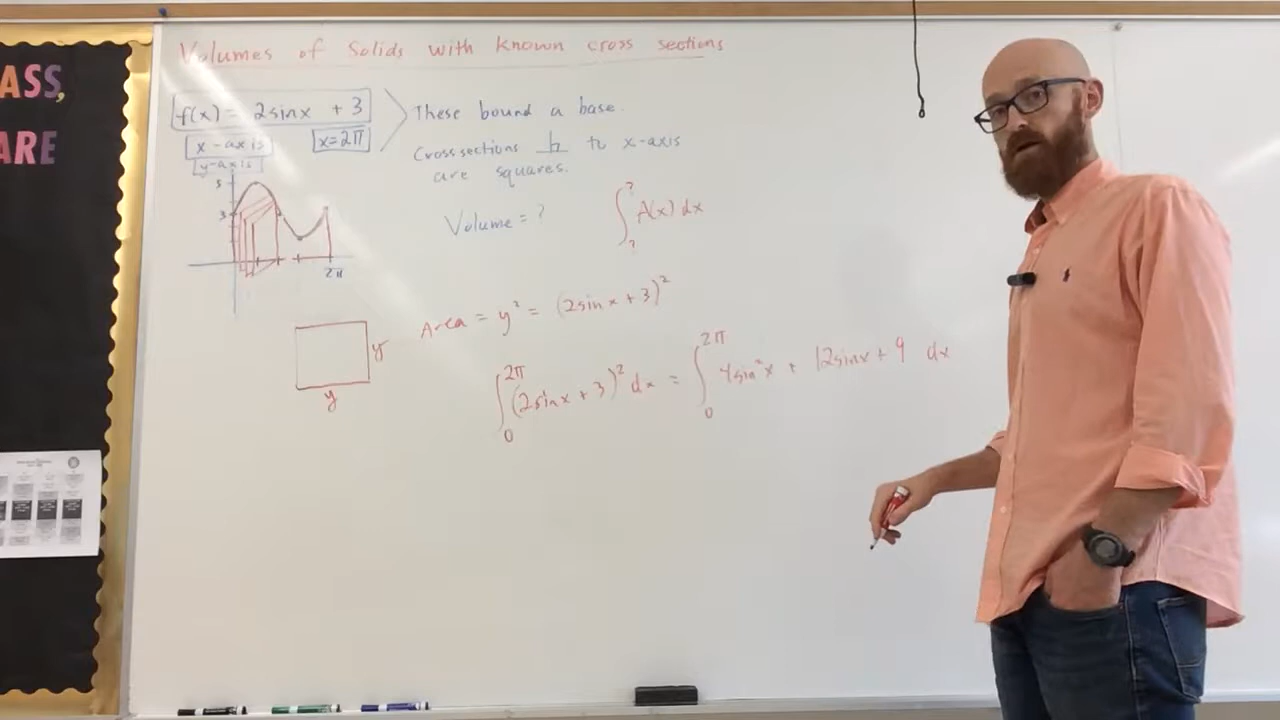 ASS,
ARE
Volumes of Solids with known cross sections
f(x) = 2sinx + 3
x-axis
x=2π
y-axis
These bound a base.
Cross sections ⊥ to x-axis
are squares.
Volume = ?
∫ ? ? A(x) dx
5
3
2π
y
y
Area = y² = (2sinx + 3)²
∫ 0 2π (2sinx + 3)² dx = ∫ 0 2π 4sin²x + 12sinx + 9 dx